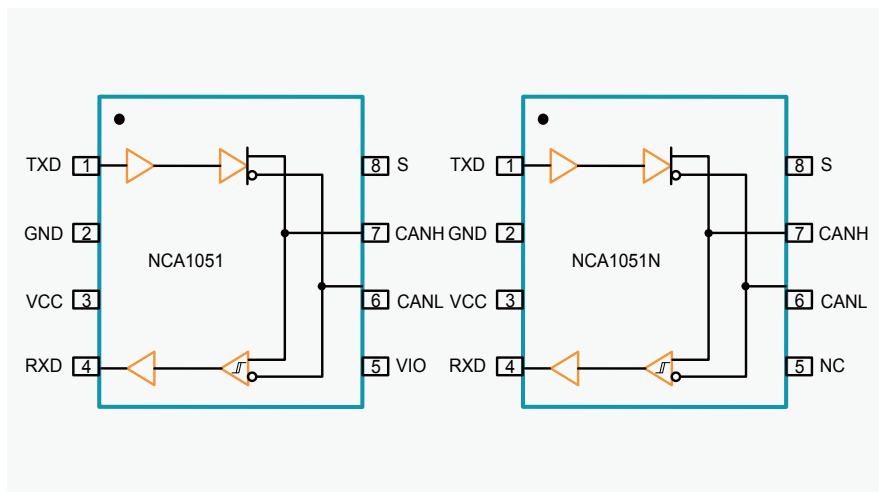 TXD 1 8 S
GND 2 7 CANH
NCA1051
VCC 3 6 CANL
RXD 4 5 VIO
TXD 1 8 S
GND 2 7 CANH
NCA1051N
VCC 3 6 CANL
RXD 4 5 NC